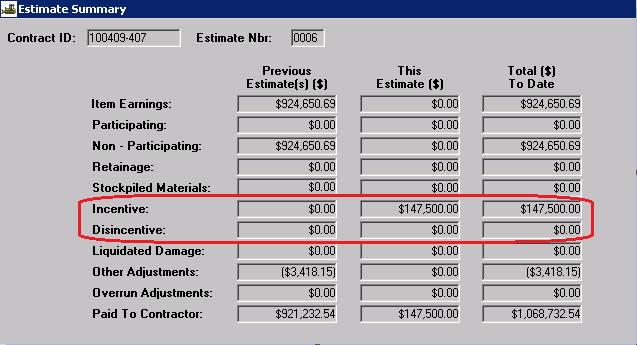 Estimate Summary
Contract ID: 100409-407 Estimate Nbr: 0006
Previous This Total ($)
Estimate(s) ($) Estimate ($) To Date
Item Earnings: $924,650.69 $0.00 $924,650.69
Participating: $0.00 $0.00 $0.00
Non - Participating: $924,650.69 $0.00 $924,650.69
Retainage: $0.00 $0.00 $0.00
Stockpiled Materials: $0.00 $0.00 $0.00
Incentive: $0.00 $147,500.00 $147,500.00
Disincentive: $0.00 $0.00 $0.00
Liquidated Damage: $0.00 $0.00 $0.00
Other Adjustments: ($3,418.15) $0.00 ($3,418.15)
Overrun Adjustments: $0.00 $0.00 $0.00
Paid To Contractor: $921,232.54 $147,500.00 $1,068,732.54